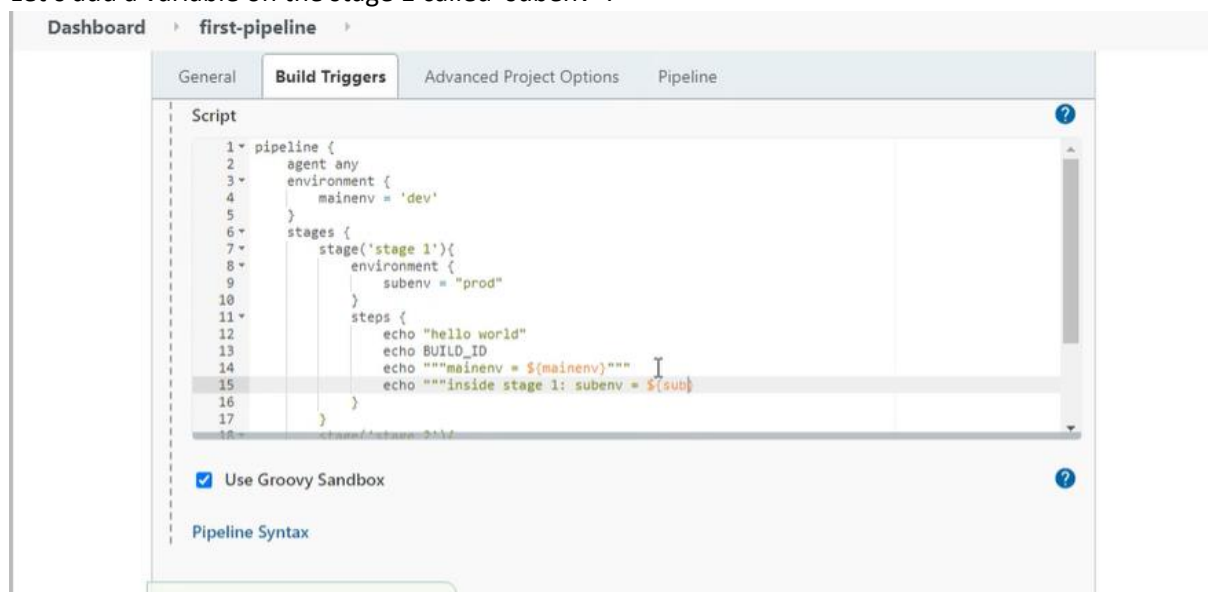 Dashboard › first-pipeline ›
General Build Triggers Advanced Project Options Pipeline
Script
1 pipeline {
2 agent any
3 environment {
4 mainenv = 'dev'
5 }
6 stages {
7 stage('stage 1'){
8 environment {
9 subenv = "prod"
10 }
11 steps {
12 echo "hello world"
13 echo BUILD_ID
14 echo """mainenv = ${mainenv}"""
15 echo """inside stage 1: subenv = ${sub}
16 }
17 }
18 stage('stage 2'){
Use Groovy Sandbox
Pipeline Syntax